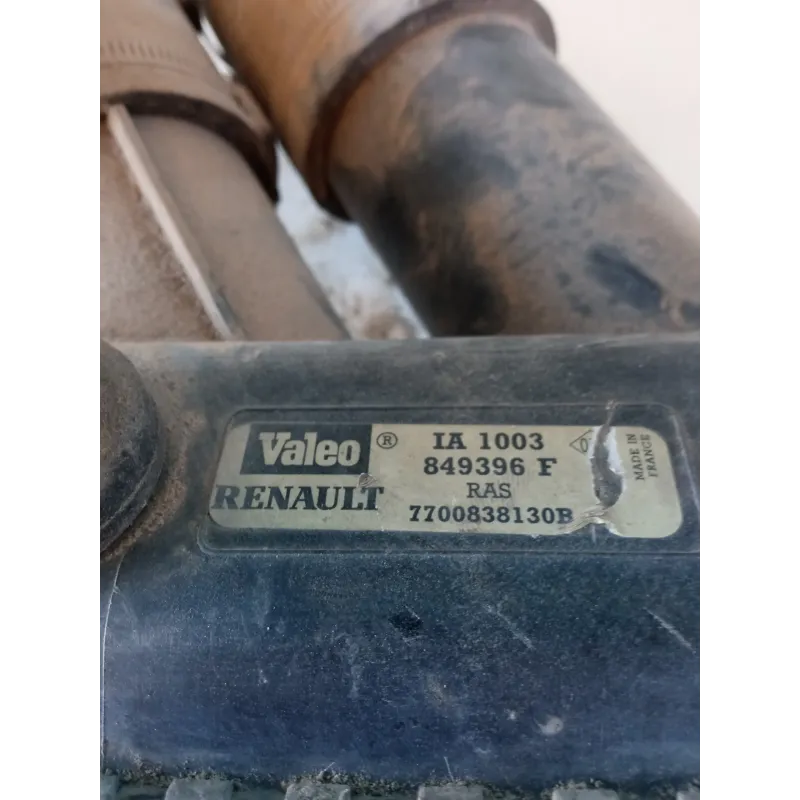 Valeo ® IA 1003
849396 F
RENAULT RAS
7700838130B
MADE IN
FRANCE